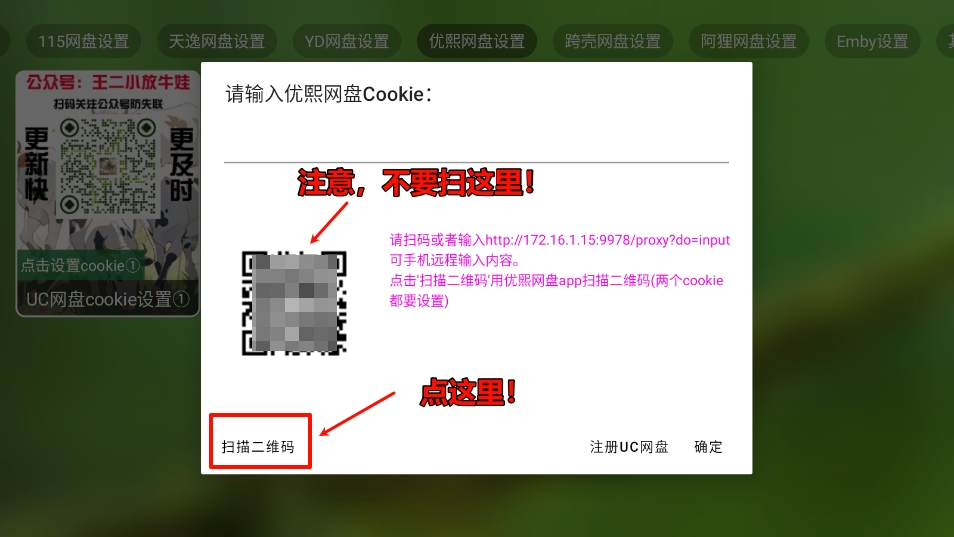 115网盘设置
天逸网盘设置
YD网盘设置
优熙网盘设置
跨壳网盘设置
阿狸网盘设置
Emby设置
公众号：王二小放牛娃
扫码关注公众号防失联
更新快
更及时
点击设置cookie①
UC网盘cookie设置①
请输入优熙网盘Cookie：
注意，不要扫这里！
请扫码或者输入http://172.16.1.15:9978/proxy?do=input
可手机远程输入内容。
点击'扫描二维码'用优熙网盘app扫描二维码(两个cookie
都要设置)
点这里！
扫描二维码
注册UC网盘
确定